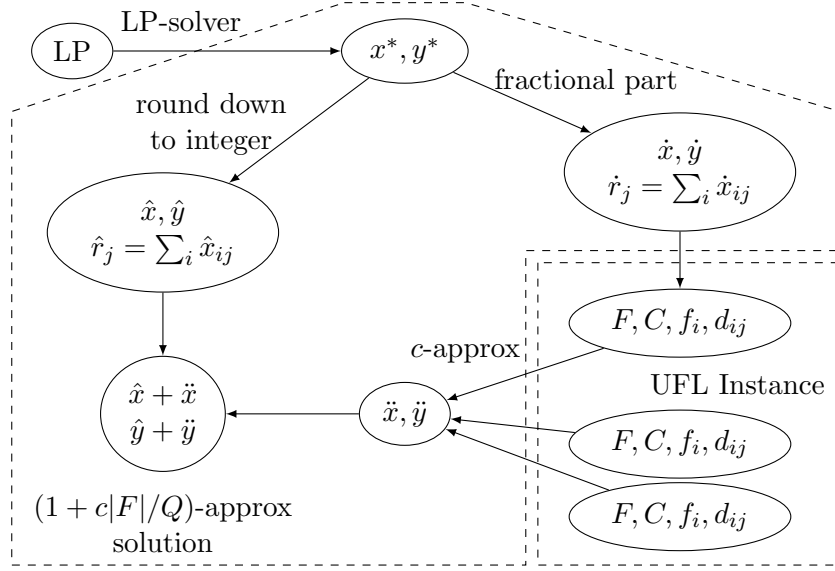 LP-solver
LP
x*, y*
fractional part
round down
to integer
ẋ, ẏ
ṙ_j = ∑_i ẋ_ij
x̂, ŷ
r̂_j = ∑_i x̂_ij
F, C, f_i, d_ij
c-approx
UFL Instance
x̂ + ẍ
ŷ + ÿ
ẍ, ÿ
F, C, f_i, d_ij
F, C, f_i, d_ij
(1 + c|F|/Q)-approx
solution